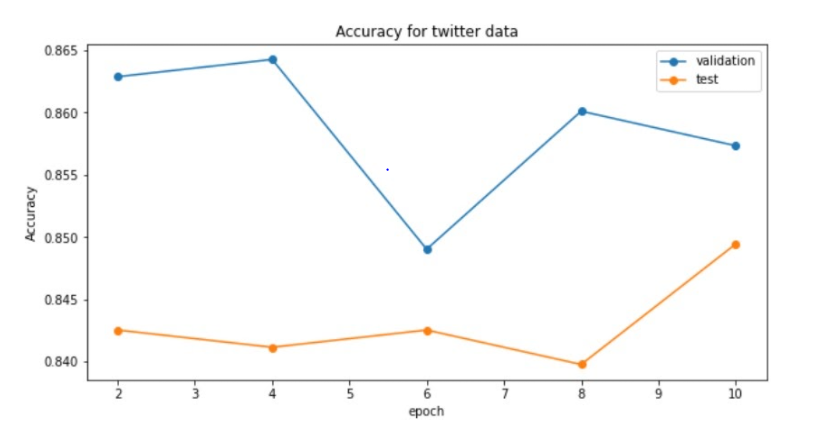 Accuracy for twitter data
validation
test
Accuracy
0.865
0.860
0.855
0.850
0.845
0.840
2 3 4 5 6 7 8 9 10
epoch